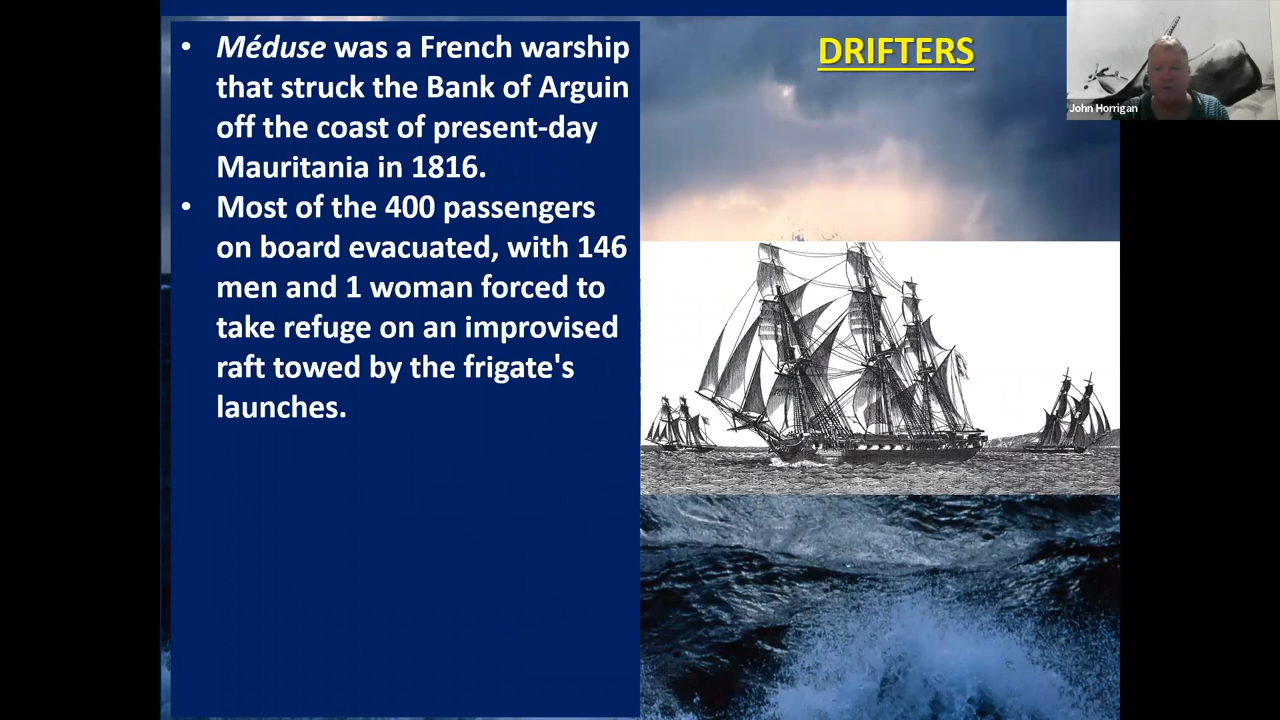 • Méduse was a French warship
that struck the Bank of Arguin
off the coast of present-day
Mauritania in 1816.
• Most of the 400 passengers
on board evacuated, with 146
men and 1 woman forced to
take refuge on an improvised
raft towed by the frigate's
launches.
DRIFTERS
John Horrigan